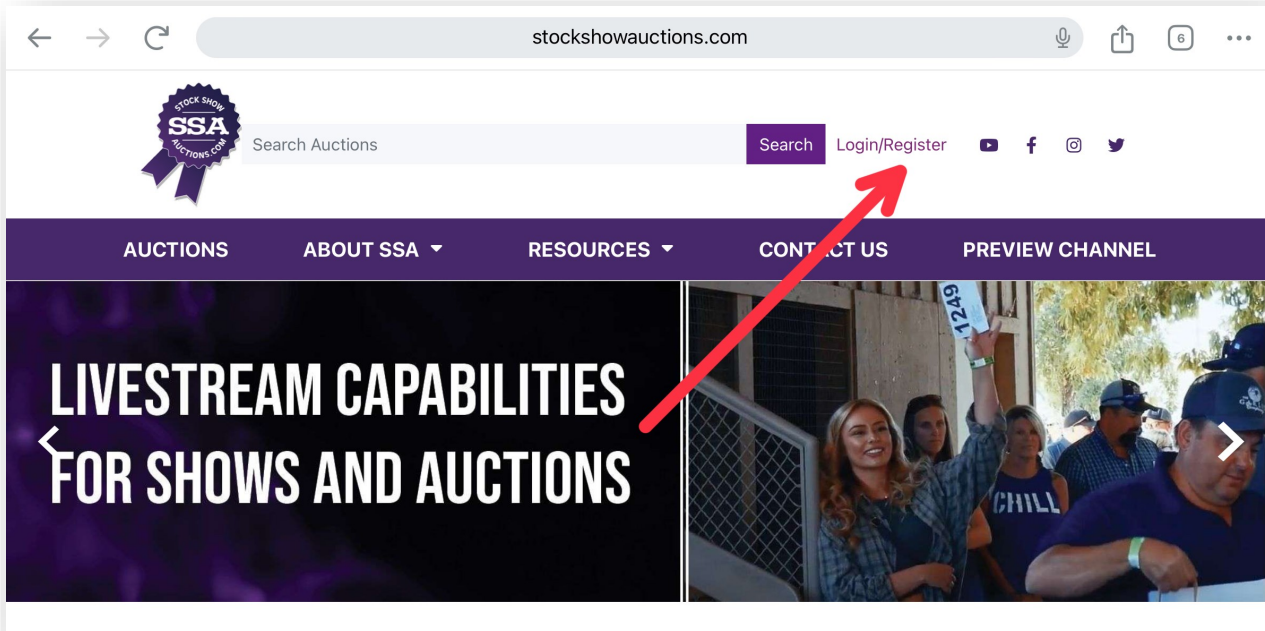 stockshowauctions.com
6
STOCK SHOW
SSA
AUCTIONS.COM
Search Auctions
Search
Login/Register
AUCTIONS
ABOUT SSA
RESOURCES
CONTACT US
PREVIEW CHANNEL
LIVESTREAM CAPABILITIES
FOR SHOWS AND AUCTIONS
1249
CHILL